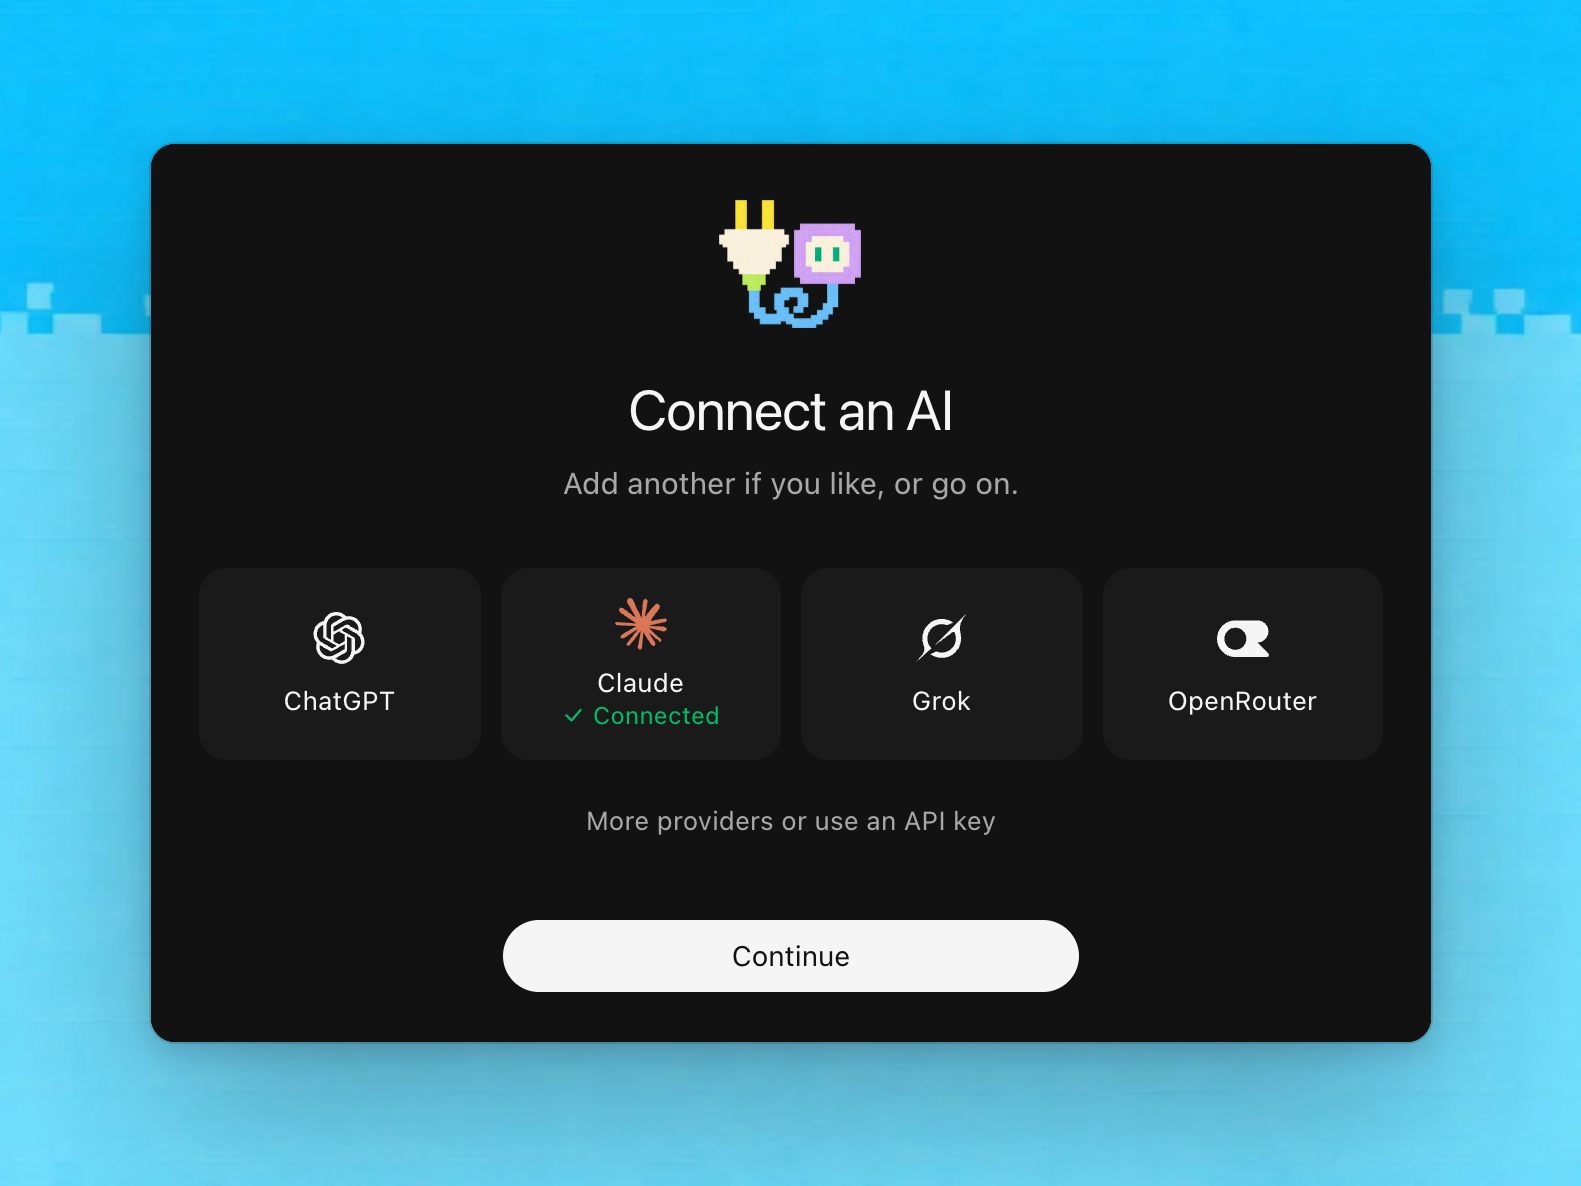 Connect an AI
Add another if you like, or go on.
ChatGPT
Claude
Connected
Grok
OpenRouter
More providers or use an API key
Continue